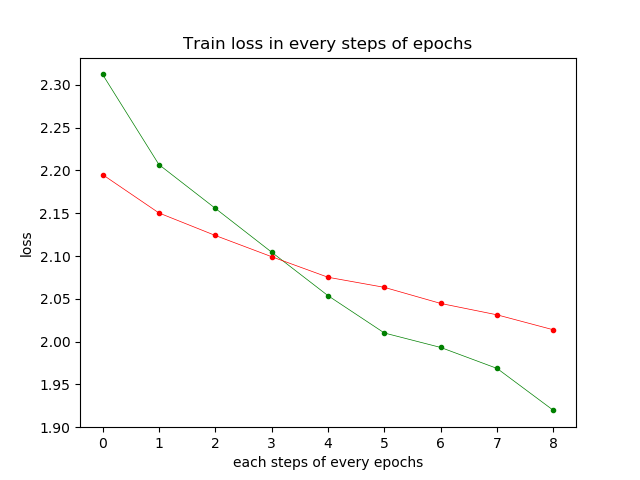 Train loss in every steps of epochs
2.30
2.25
2.20
2.15
2.10
2.05
2.00
1.95
1.90
loss
0 1 2 3 4 5 6 7 8
each steps of every epochs